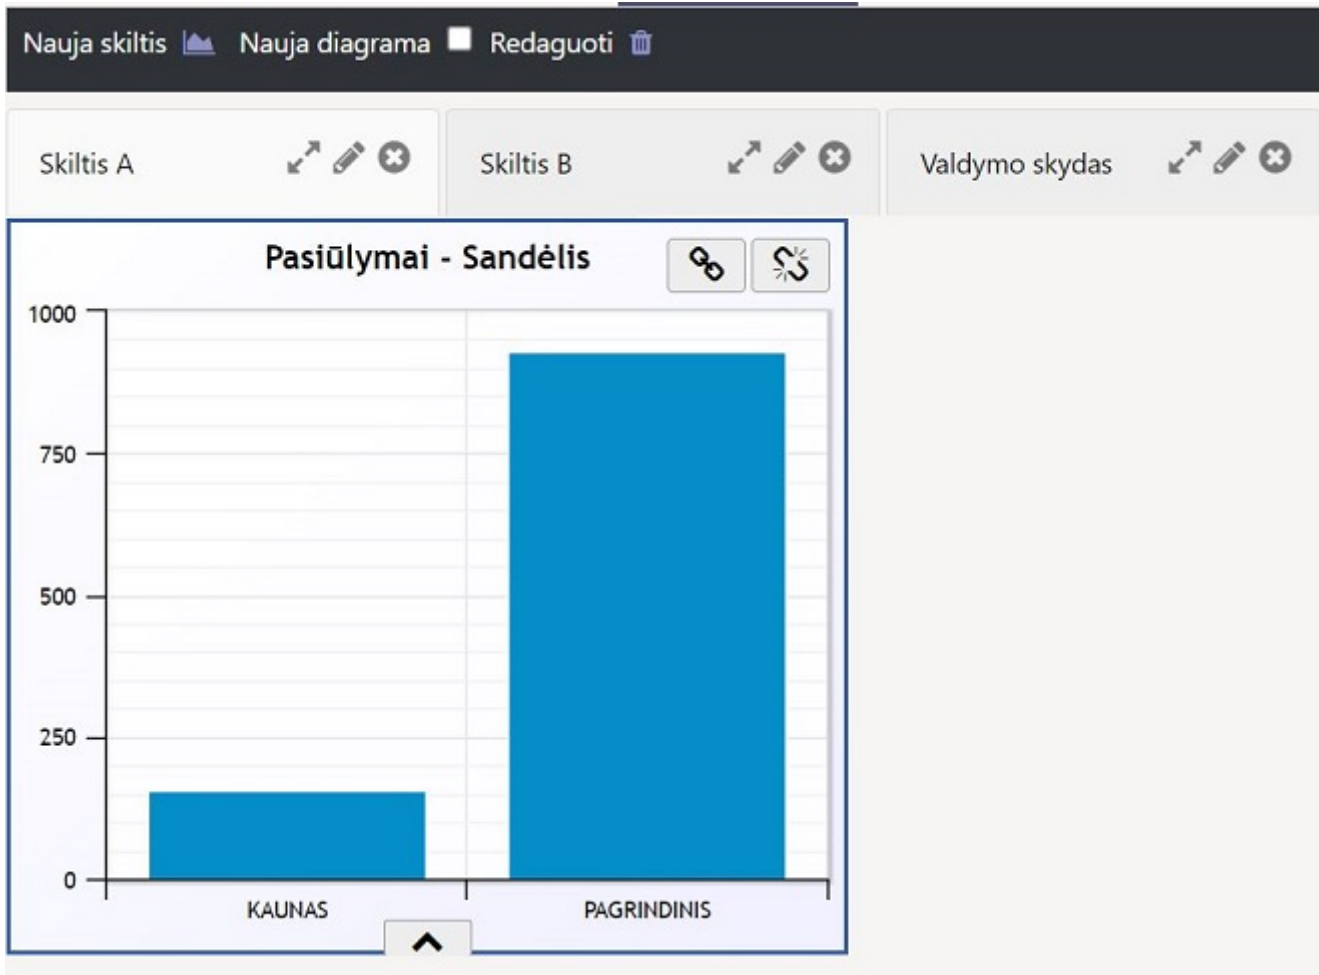 Nauja skiltis Nauja diagrama Redaguoti
Skiltis A Skiltis B Valdymo skydas
Pasiūlymai - Sandėlis
1000
750
500
250
0
KAUNAS PAGRINDINIS